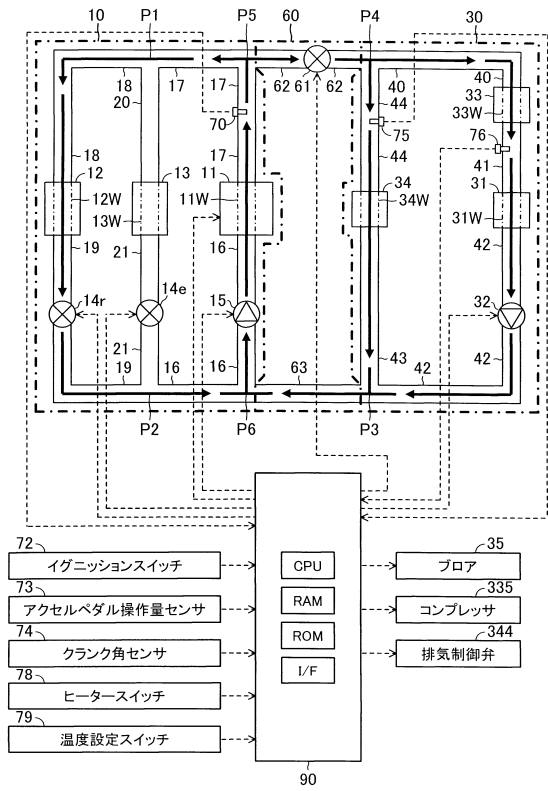 10 P1 P5 60 P4 30
18 17 61 40
20 62 62 40
17 44 33
70 75 33W
18 17 44 76 41
12 13 11 34 31
12W 11W 34W
13W 31W
19 21 16 42
14r 14e 15 32
21 16 43 42
19 16 63 42
P2 P6 P3
72
イグニッションスイッチ
73
アクセルペダル操作量センサ
74
クランク角センサ
78
ヒータースイッチ
79
温度設定スイッチ
CPU
RAM
ROM
I/F
90
35
ブロア
335
コンプレッサ
344
排気制御弁